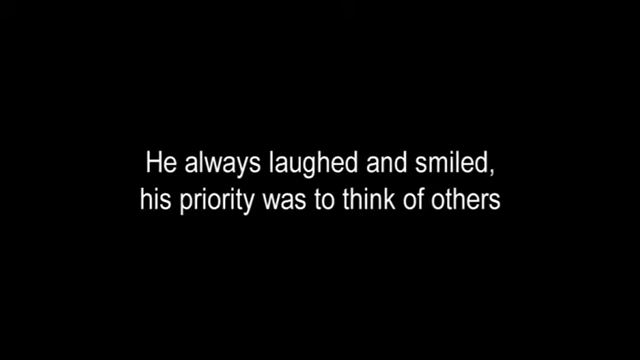 He always laughed and smiled,
his priority was to think of others